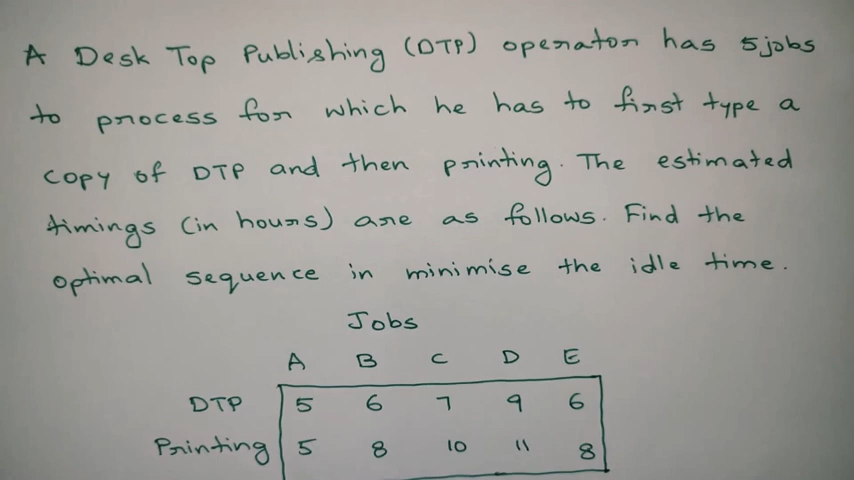 A Desk Top Publishing (DTP) operator has 5 jobs
to process for which he has to first type a
copy of DTP and then printing. The estimated
timings (in hours) are as follows. Find the
optimal sequence in minimise the idle time.
Jobs
A B C D E
DTP 5 6 7 9 6
Printing 5 8 10 11 8